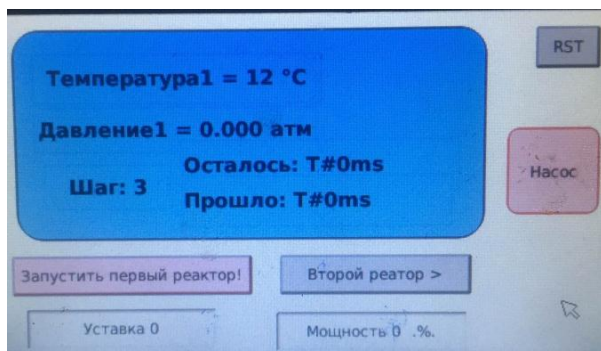 RST
Температура1 = 12 °C
Давление1 = 0.000 атм
Осталось: T#0ms
Шаг: 3
Прошло: T#0ms
Насос
Запустить первый реактор!
Второй реатор >
Уставка 0
Мощность 0 .%.